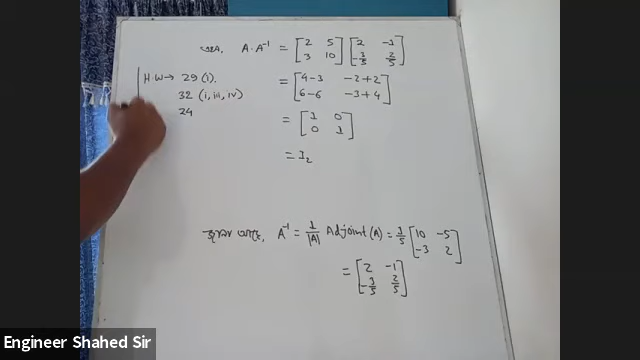 এখন, A·A⁻¹ = [2 5; 3 10] [2 -1; -3/5 2/5]
H.W→ 29 (i). = [4-3 -2+2; 6-6 -3+4]
32 (i, iii, iv)
24 = [1 0; 0 1]
= I₂
A⁻¹ = 1/|A| Adjoint (A) = 1/5 [10 -5; -3 2]
= [2 -1; -3/5 2/5]
Engineer Shahed Sir